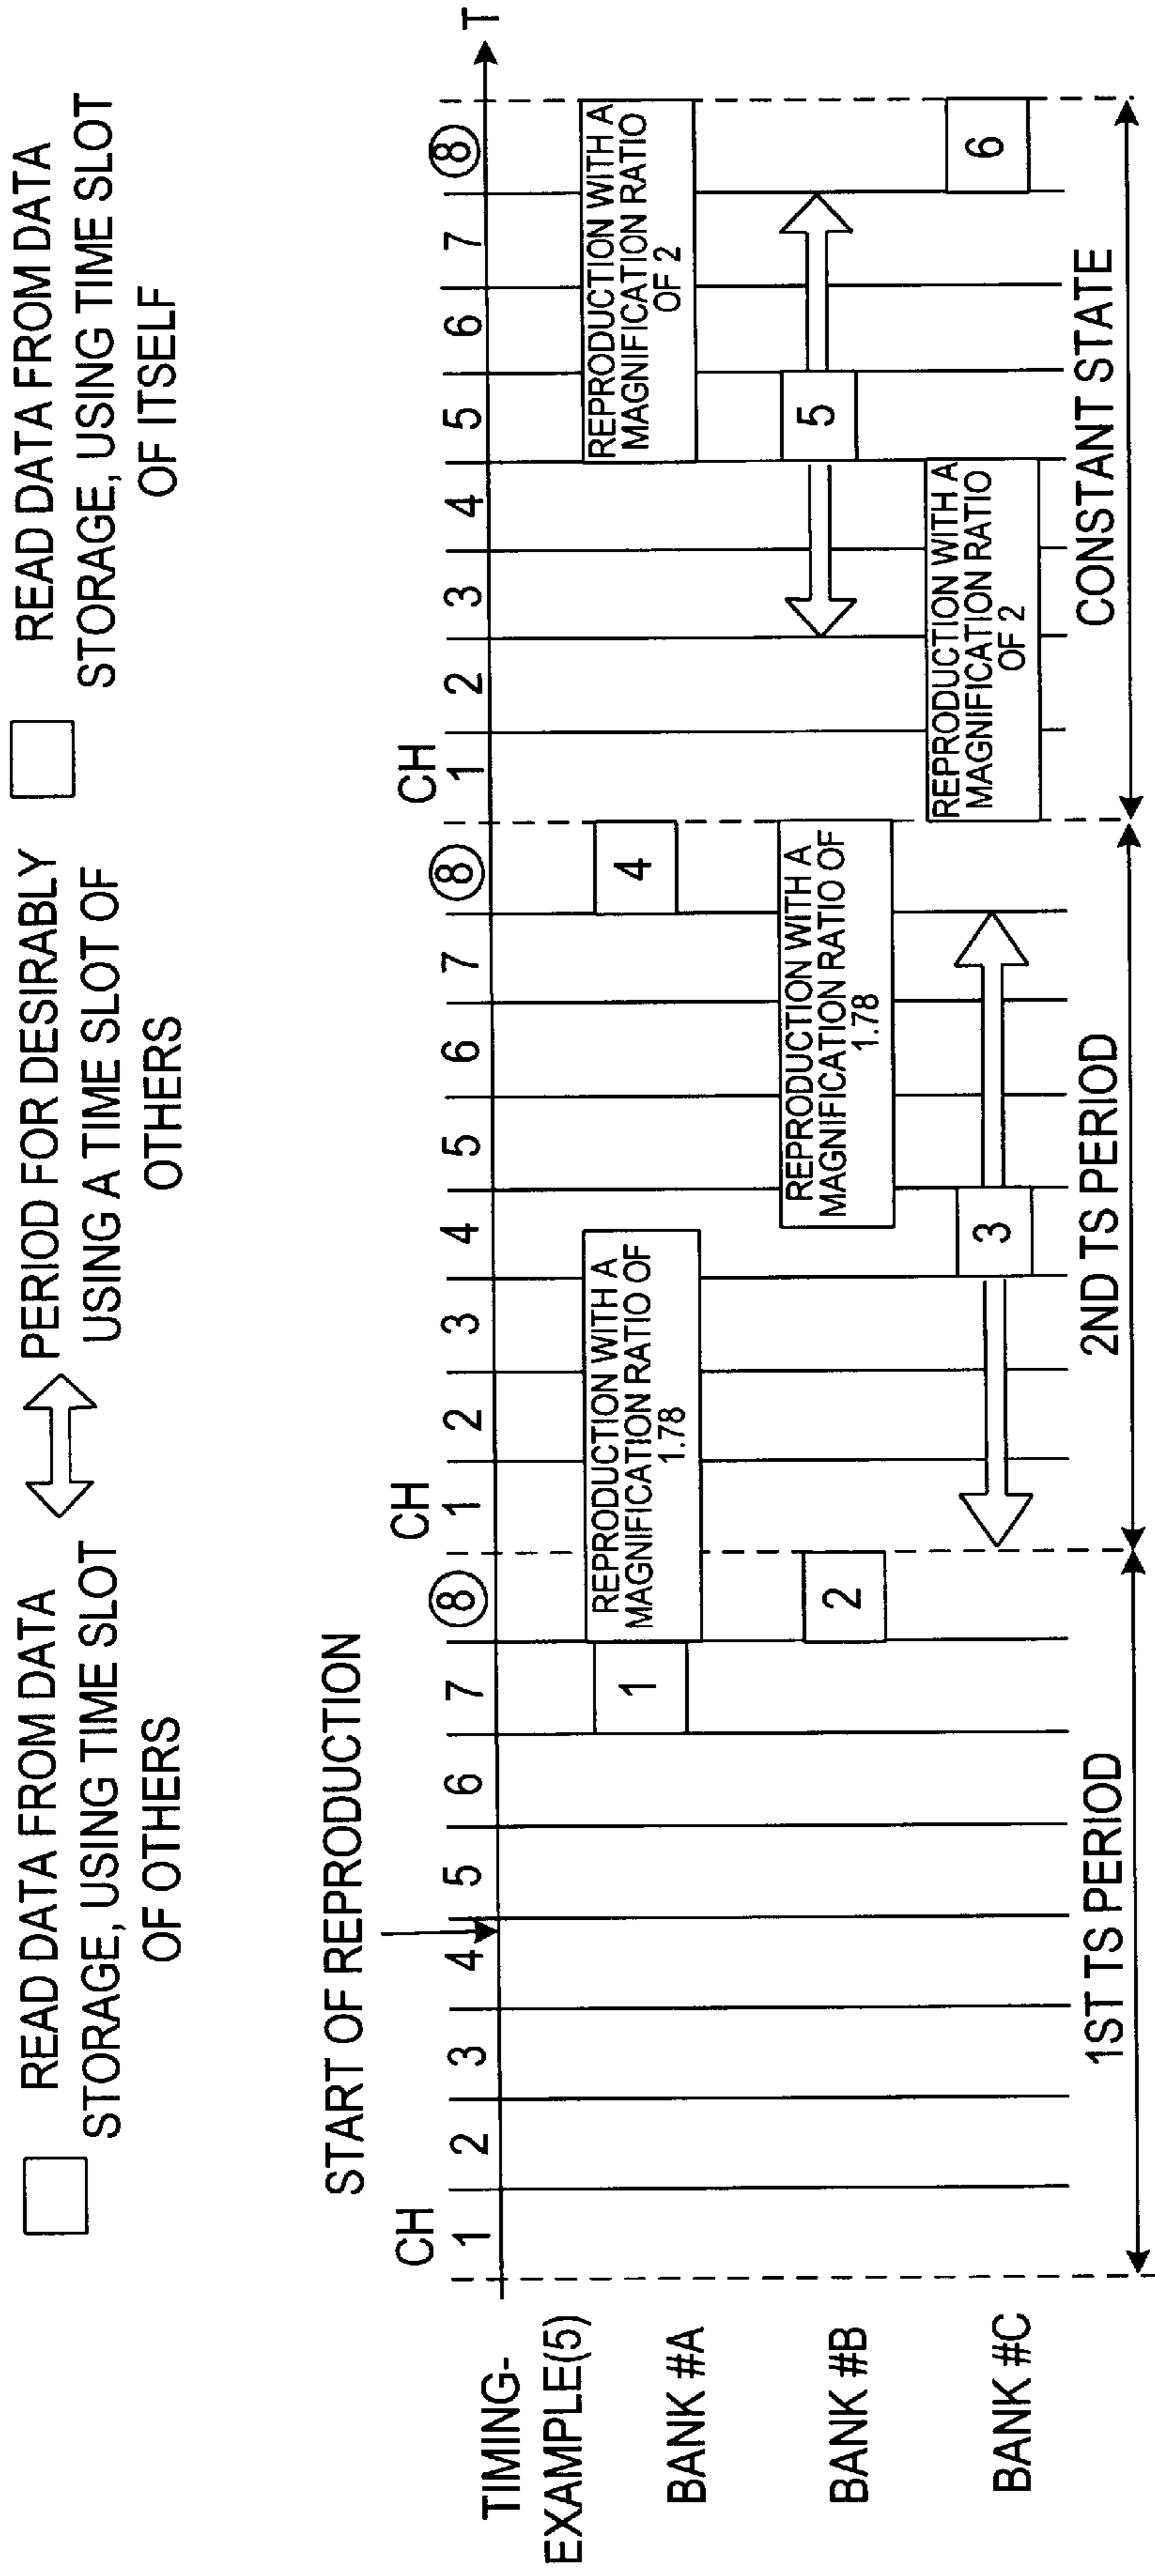 READ DATA FROM DATA
STORAGE, USING TIME SLOT
OF OTHERS
PERIOD FOR DESIRABLY
USING A TIME SLOT OF
OTHERS
READ DATA FROM DATA
STORAGE, USING TIME SLOT
OF ITSELF
START OF REPRODUCTION
CH CH CH
1 2 3 4 5 6 7 8 1 2 3 4 5 6 7 8 1 2 3 4 5 6 7 8 T
TIMING-
EXAMPLE(5)
BANK #A
1
REPRODUCTION WITH A
MAGNIFICATION RATIO OF
1.78
4
REPRODUCTION WITH A
MAGNIFICATION RATIO
OF 2
BANK #B
2
REPRODUCTION WITH A
MAGNIFICATION RATIO OF
1.78
5
BANK #C
3
REPRODUCTION WITH A
MAGNIFICATION RATIO
OF 2
6
1ST TS PERIOD
2ND TS PERIOD
CONSTANT STATE